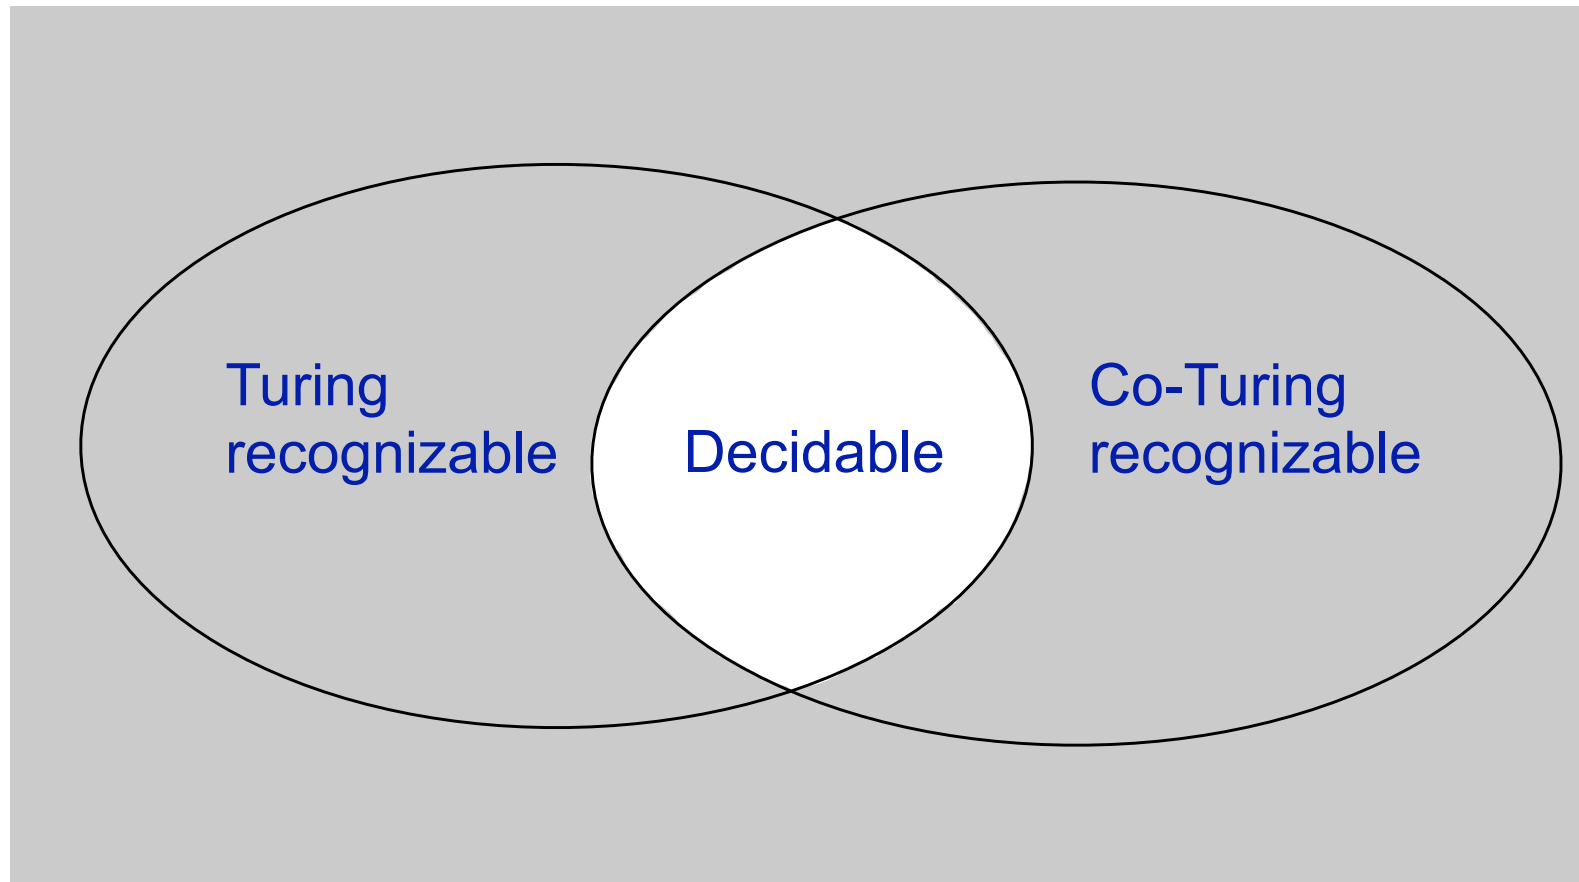 Turing
recognizable
Decidable
Co-Turing
recognizable